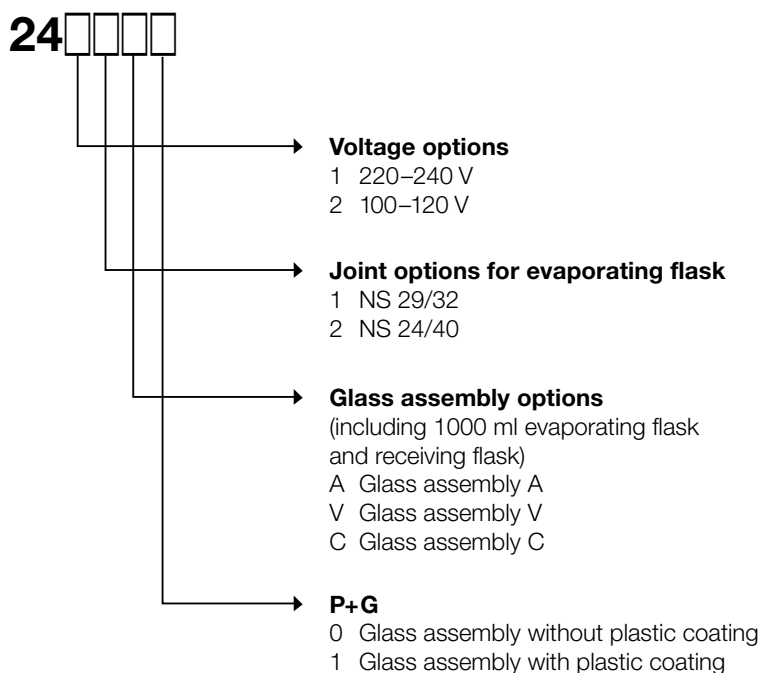 24
Voltage options
1 220–240 V
2 100–120 V
Joint options for evaporating flask
1 NS 29/32
2 NS 24/40
Glass assembly options
(including 1000 ml evaporating flask
and receiving flask)
A Glass assembly A
V Glass assembly V
C Glass assembly C
P+G
0 Glass assembly without plastic coating
1 Glass assembly with plastic coating